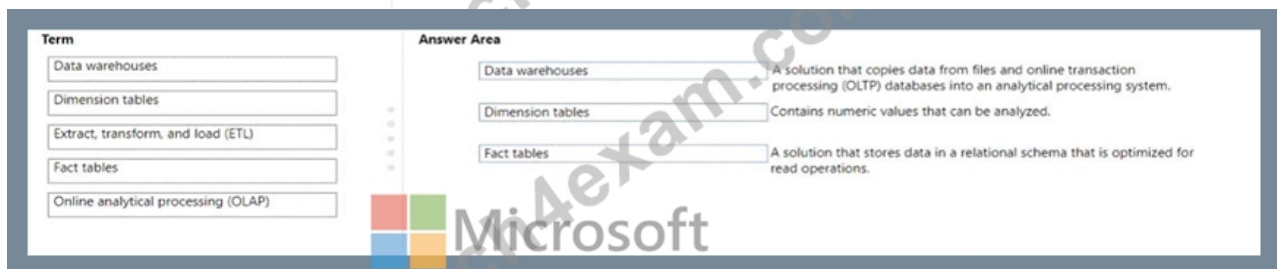 Term
Data warehouses
Dimension tables
Extract, transform, and load (ETL)
Fact tables
Online analytical processing (OLAP)
Answer Area
Data warehouses
A solution that copies data from files and online transaction
processing (OLTP) databases into an analytical processing system.
Dimension tables
Contains numeric values that can be analyzed.
Fact tables
A solution that stores data in a relational schema that is optimized for
read operations.
Microsoft
ch4exam.co